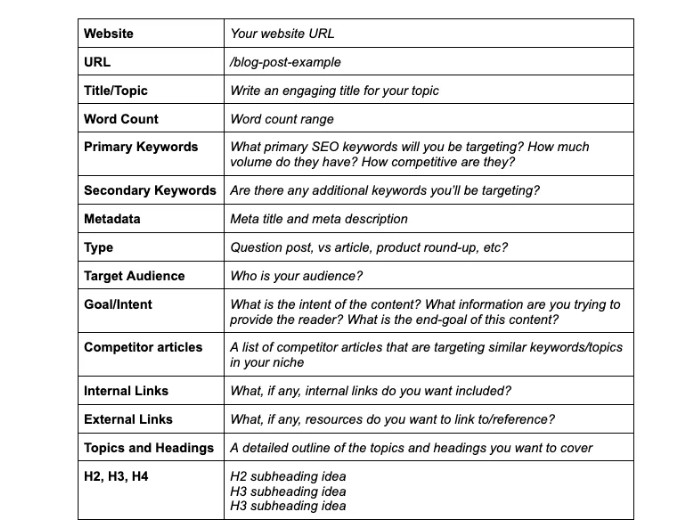 Website Your website URL
URL /blog-post-example
Title/Topic Write an engaging title for your topic
Word Count Word count range
Primary Keywords What primary SEO keywords will you be targeting? How much
volume do they have? How competitive are they?
Secondary Keywords Are there any additional keywords you'll be targeting?
Metadata Meta title and meta description
Type Question post, vs article, product round-up, etc?
Target Audience Who is your audience?
Goal/Intent What is the intent of the content? What information are you trying to
provide the reader? What is the end-goal of this content?
Competitor articles A list of competitor articles that are targeting similar keywords/topics
in your niche
Internal Links What, if any, internal links do you want included?
External Links What, if any, resources do you want to link to/reference?
Topics and Headings A detailed outline of the topics and headings you want to cover
H2, H3, H4 H2 subheading idea
H3 subheading idea
H3 subheading idea